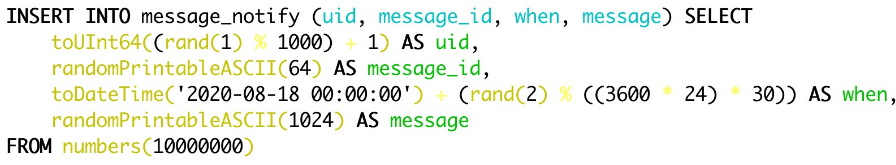 INSERT INTO message_notify (uid, message_id, when, message) SELECT
    toUInt64((rand(1) % 1000) + 1) AS uid,
    randomPrintableASCII(64) AS message_id,
    toDateTime('2020-08-18 00:00:00') + (rand(2) % ((3600 * 24) * 30)) AS when,
    randomPrintableASCII(1024) AS message
FROM numbers(10000000)